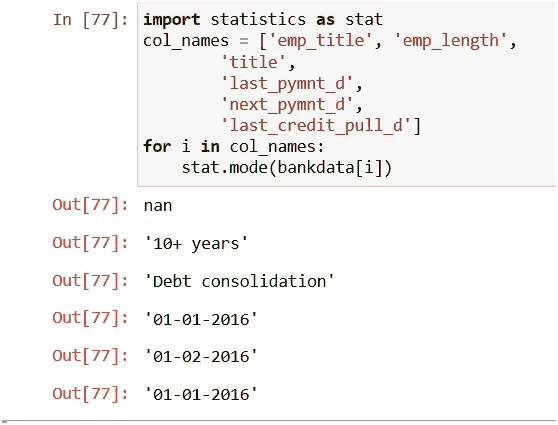 In [77]: import statistics as stat
col_names = ['emp_title', 'emp_length',
'title',
'last_pymnt_d',
'next_pymnt_d',
'last_credit_pull_d']
for i in col_names:
stat.mode(bankdata[i])
Out[77]: nan
Out[77]: '10+ years'
Out[77]: 'Debt consolidation'
Out[77]: '01-01-2016'
Out[77]: '01-02-2016'
Out[77]: '01-01-2016'